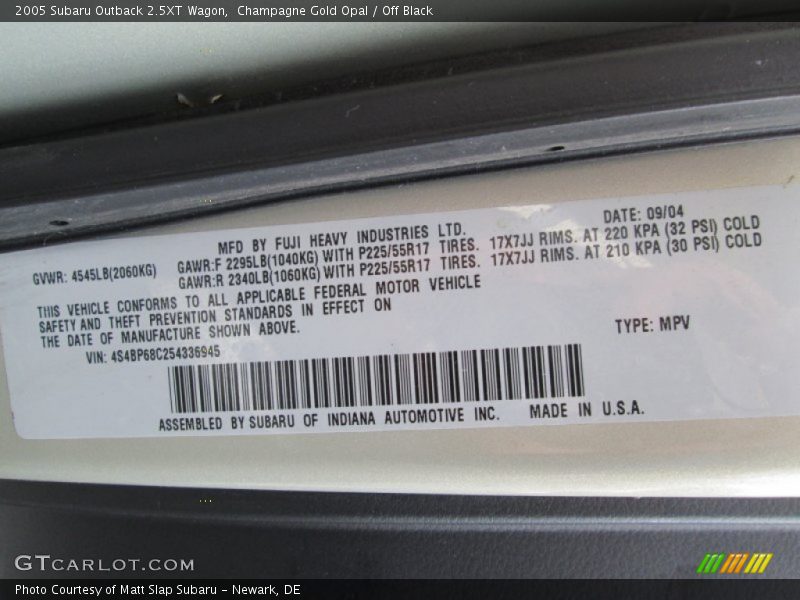 2005 Subaru Outback 2.5XT Wagon,  Champagne Gold Opal / Off Black
MFD BY FUJI HEAVY INDUSTRIES LTD. DATE: 09/04
GVWR: 4545LB(2060KG) GAWR:F 2295LB(1040KG) WITH P225/55R17 TIRES. 17X7JJ RIMS. AT 220 KPA (32 PSI) COLD
GAWR:R 2340LB(1060KG) WITH P225/55R17 TIRES. 17X7JJ RIMS. AT 210 KPA (30 PSI) COLD
THIS VEHICLE CONFORMS TO ALL APPLICABLE FEDERAL MOTOR VEHICLE
SAFETY AND THEFT PREVENTION STANDARDS IN EFFECT ON
THE DATE OF MANUFACTURE SHOWN ABOVE.
VIN: 4S4BP68C254336945 TYPE: MPV
ASSEMBLED BY SUBARU OF INDIANA AUTOMOTIVE INC. MADE IN U.S.A.
GTCARLOT.COM
Photo Courtesy of Matt Slap Subaru - Newark, DE